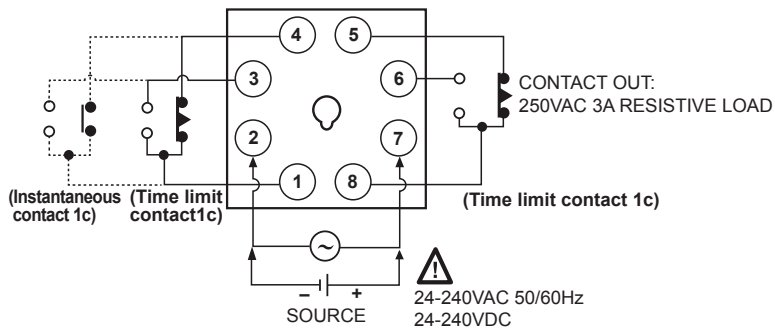 4
5
3
6
CONTACT OUT:
250VAC 3A RESISTIVE LOAD
2
7
1
8
(Instantaneous
contact 1c)
(Time limit
contact1c)
(Time limit contact 1c)
~
− +
SOURCE
!
24-240VAC 50/60Hz
24-240VDC